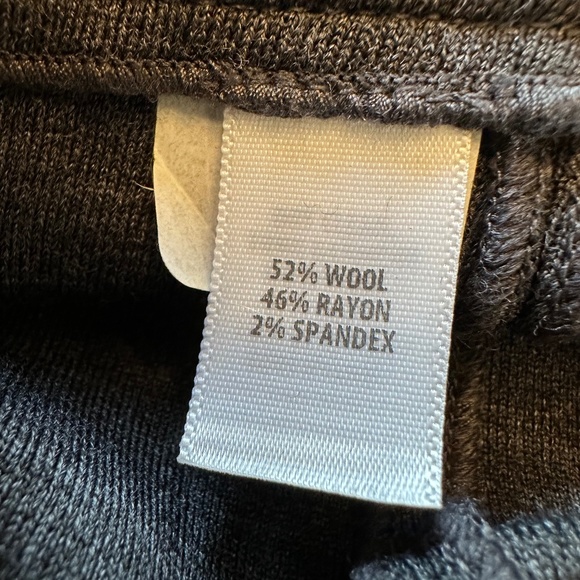 52% WOOL
46% RAYON
2% SPANDEX